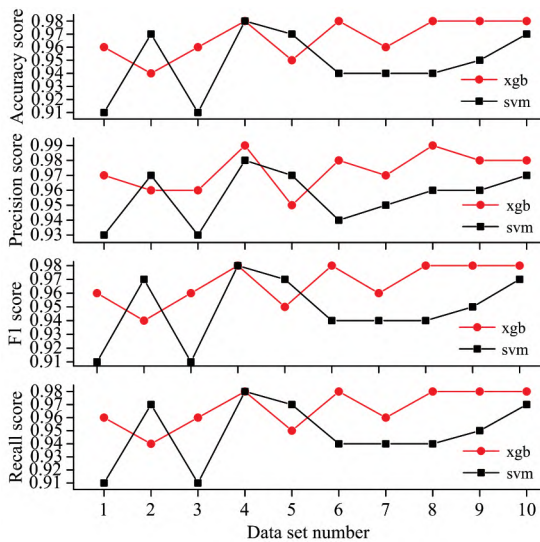 Accuracy score
0.98
0.97
0.96
0.95
0.94
0.93
0.92
0.91
xgb
svm
Precision score
0.99
0.98
0.97
0.96
0.95
0.94
0.93
xgb
svm
F1 score
0.98
0.97
0.96
0.95
0.94
0.93
0.92
0.91
xgb
svm
Recall score
0.98
0.97
0.96
0.95
0.94
0.93
0.92
0.91
xgb
svm
1 2 3 4 5 6 7 8 9 10
Data set number